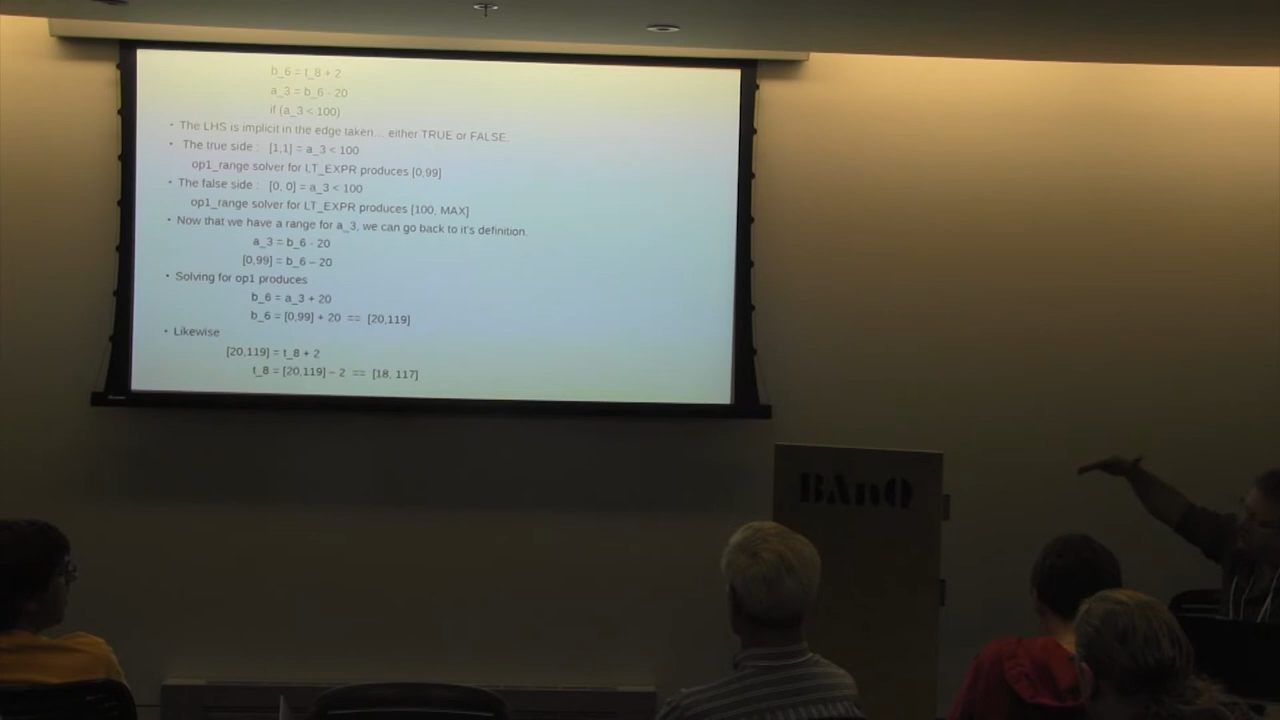 b_6 = t_8 + 2
a_3 = b_6 - 20
if (a_3 < 100)
• The LHS is implicit in the edge taken... either TRUE or FALSE.
• The true side : [1,1] = a_3 < 100
op1_range solver for LT_EXPR produces [0,99]
• The false side : [0, 0] = a_3 < 100
op1_range solver for LT_EXPR produces [100, MAX]
• Now that we have a range for a_3, we can go back to it's definition.
a_3 = b_6 - 20
[0,99] = b_6 – 20
• Solving for op1 produces
b_6 = a_3 + 20
b_6 = [0,99] + 20 == [20,119]
• Likewise
[20,119] = t_8 + 2
t_8 = [20,119] – 2 == [18, 117]
BAnQ